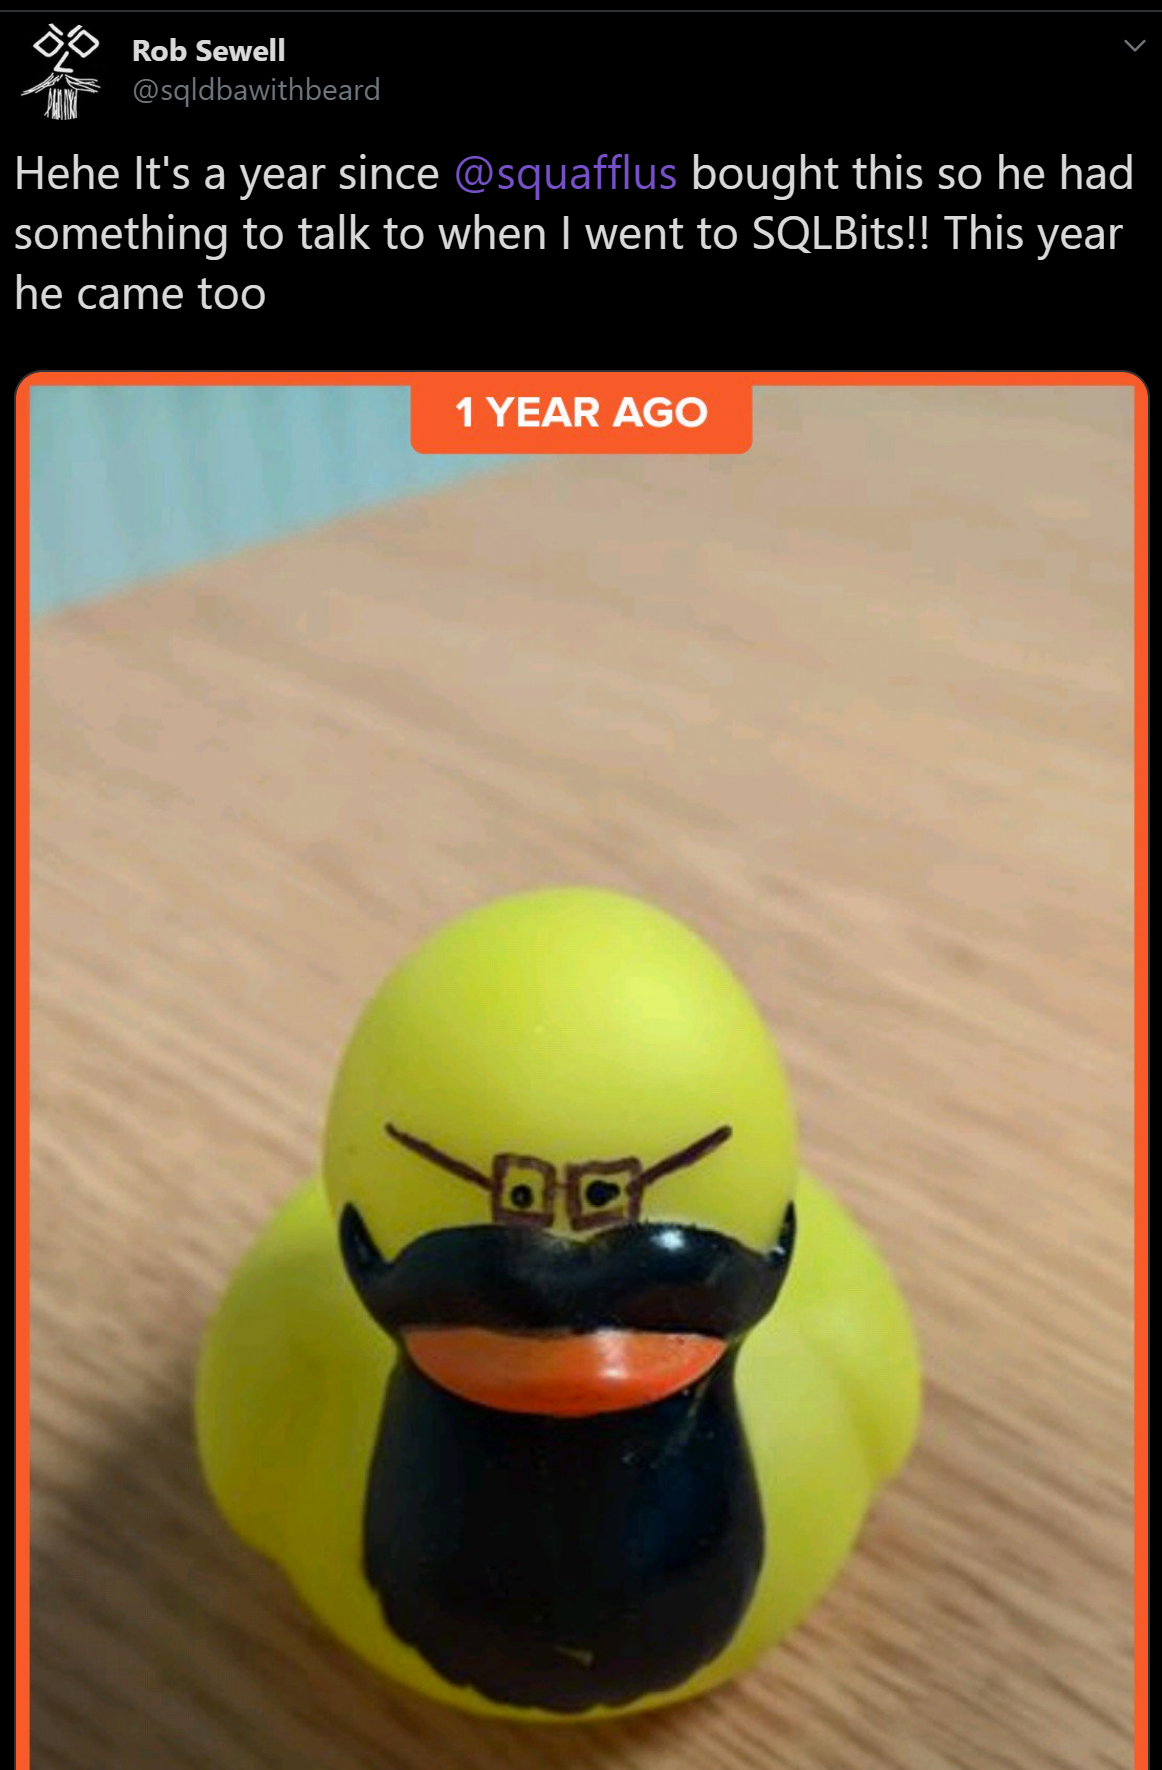 Rob Sewell
@sqldbawithbeard
Hehe It's a year since @squafflus bought this so he had
something to talk to when I went to SQLBits!! This year
he came too
1 YEAR AGO